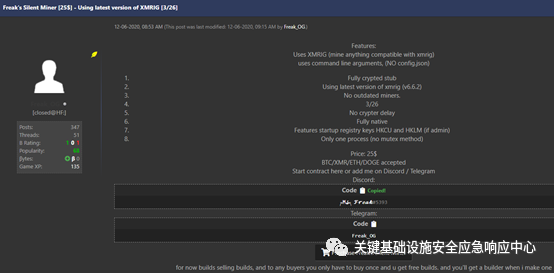 Freak's Silent Miner [25$] - Using latest version of XMRIG [3/26]
12-06-2020, 08:53 AM (This post was last modified: 12-06-2020, 09:15 AM by Freak_OG.)
Features:
Uses XMRIG (mine anything compatible with xmrig)
uses command line arguments, (NO config.json)
1. Fully crypted stub
2. Using latest version of xmrig (v6.6.2)
3. No outdated miners.
4. 3/26
5. No crypter delay
6. Fully native
7. Features startup registry keys HKCU and HKLM (if admin)
8. Only one process (no mutex method)
[closed@HF:]
Posts: 347
Threads: 51
B Rating: 1 0 1
Popularity: 68
βytes: β 0
Game XP: 135
Price: 25$
BTC/XMR/ETH/DOGE accepted
Start contract here or add me on Discord / Telegram
Discord:
Code Copied!
Freak#9393
Telegram:
Code
Freak_OG
关键基础设施安全应急响应中心
for now builds selling builds, and to any buyers you only have to buy once and u get free builds. and you'll get a builder when i make one